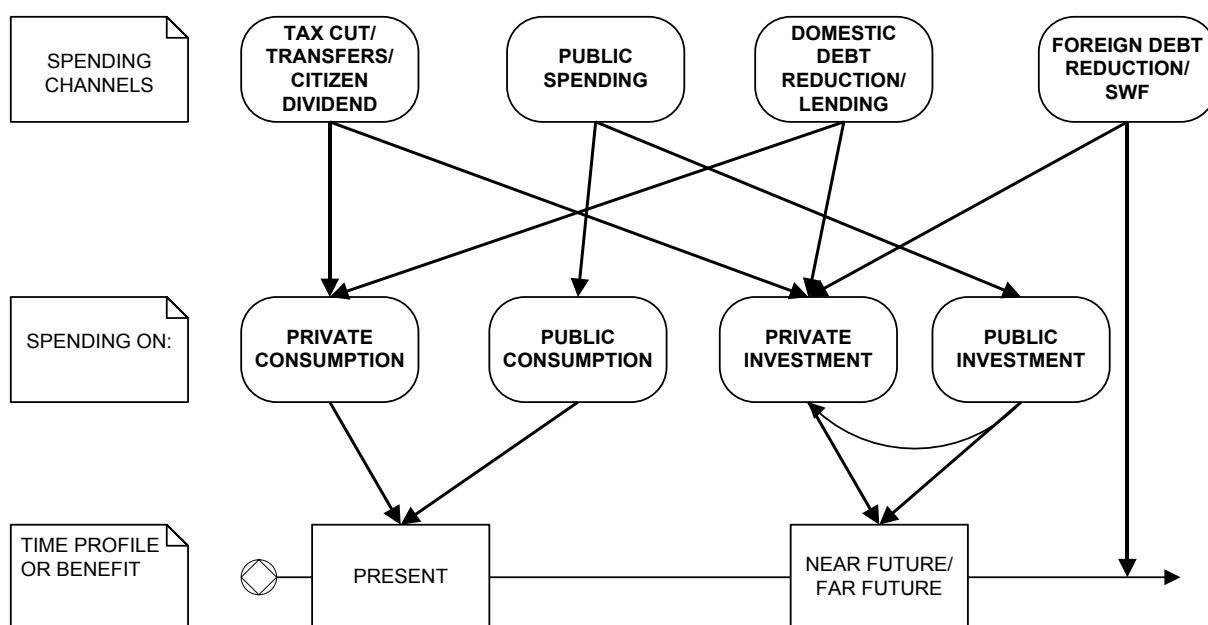 SPENDING
CHANNELS
TAX CUT/
TRANSFERS/
CITIZEN
DIVIDEND
PUBLIC
SPENDING
DOMESTIC
DEBT
REDUCTION/
LENDING
FOREIGN DEBT
REDUCTION/
SWF
SPENDING ON:
PRIVATE
CONSUMPTION
PUBLIC
CONSUMPTION
PRIVATE
INVESTMENT
PUBLIC
INVESTMENT
TIME PROFILE
OR BENEFIT
PRESENT
NEAR FUTURE/
FAR FUTURE